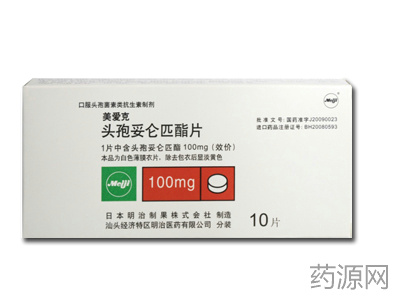 口服头孢菌素类抗生素制剂
美爱克
头孢妥仑匹酯片
1片中含头孢妥仑匹酯100mg(效价)
本品为白色薄膜衣片，除去包衣后显淡黄色
Meiji
批准文号：国药准字J20090023
进口药品注册证号：BH20080593
Meiji
100mg
日本明治制果株式会社 制造
汕头经济特区明治医药有限公司 分装
10片
药源网